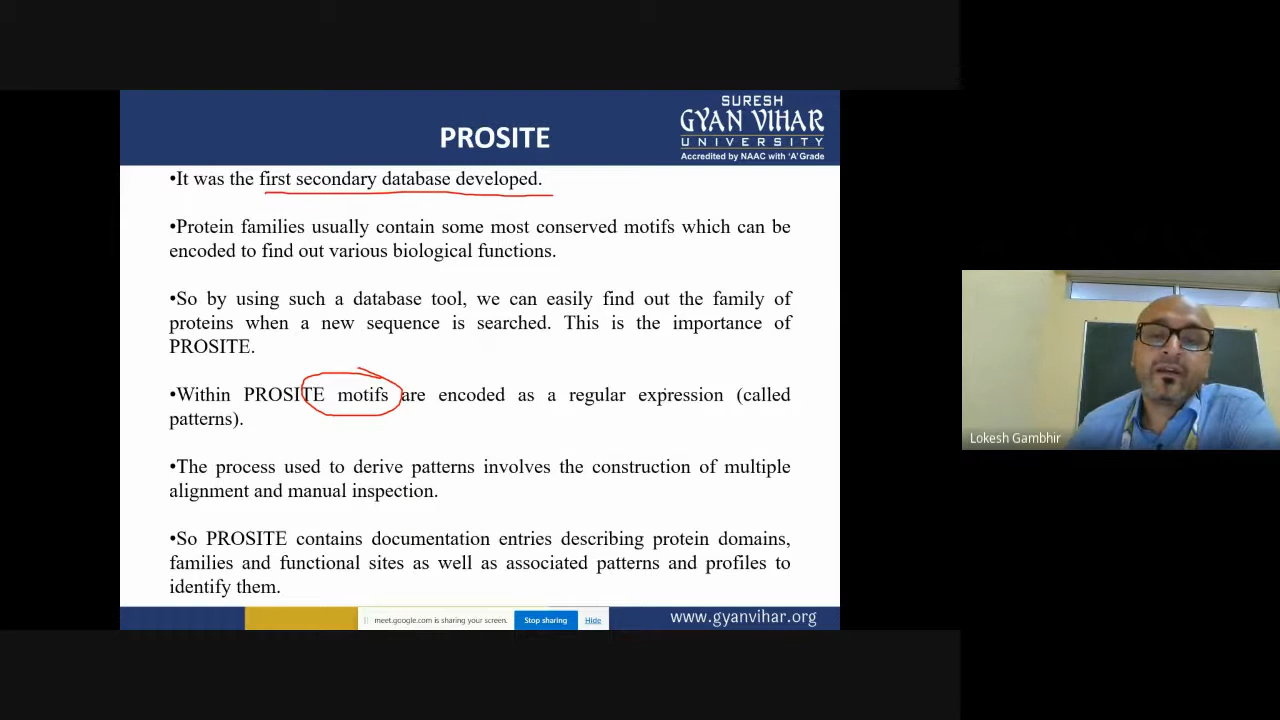 SURESH
GYAN VIHAR
UNIVERSITY
Accredited by NAAC with 'A' Grade
PROSITE
•It was the first secondary database developed.
•Protein families usually contain some most conserved motifs which can be
encoded to find out various biological functions.
•So by using such a database tool, we can easily find out the family of
proteins when a new sequence is searched. This is the importance of
PROSITE.
•Within PROSITE motifs are encoded as a regular expression (called
patterns).
•The process used to derive patterns involves the construction of multiple
alignment and manual inspection.
•So PROSITE contains documentation entries describing protein domains,
families and functional sites as well as associated patterns and profiles to
identify them.
meet.google.com is sharing your screen.
Stop sharing
Hide
www.gyanvihar.org
Lokesh Gambhir